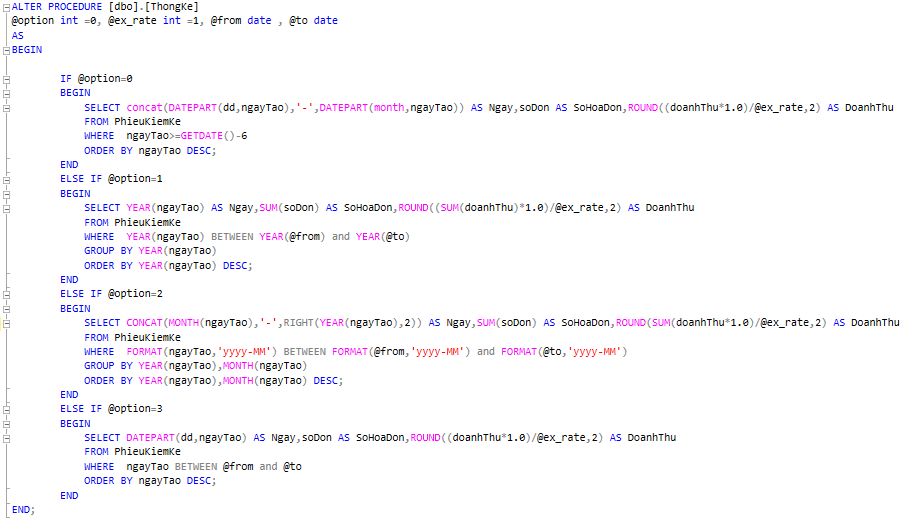 ALTER PROCEDURE [dbo].[ThongKe]
@option int =0, @ex_rate int =1, @from date , @to date
AS
BEGIN
IF @option=0
BEGIN
SELECT concat(DATEPART(dd,ngayTao),'-',DATEPART(month,ngayTao)) AS Ngay,soDon AS SoHoaDon,ROUND((doanhThu*1.0)/@ex_rate,2) AS DoanhThu
FROM PhieuKiemKe
WHERE  ngayTao>=GETDATE()-6
ORDER BY ngayTao DESC;
END
ELSE IF @option=1
BEGIN
SELECT YEAR(ngayTao) AS Ngay,SUM(soDon) AS SoHoaDon,ROUND((SUM(doanhThu)*1.0)/@ex_rate,2) AS DoanhThu
FROM PhieuKiemKe
WHERE  YEAR(ngayTao) BETWEEN YEAR(@from) and YEAR(@to)
GROUP BY YEAR(ngayTao)
ORDER BY YEAR(ngayTao) DESC;
END
ELSE IF @option=2
BEGIN
SELECT CONCAT(MONTH(ngayTao),'-',RIGHT(YEAR(ngayTao),2)) AS Ngay,SUM(soDon) AS SoHoaDon,ROUND(SUM(doanhThu*1.0)/@ex_rate,2) AS DoanhThu
FROM PhieuKiemKe
WHERE  FORMAT(ngayTao,'yyyy-MM') BETWEEN FORMAT(@from,'yyyy-MM') and FORMAT(@to,'yyyy-MM')
GROUP BY YEAR(ngayTao),MONTH(ngayTao)
ORDER BY YEAR(ngayTao),MONTH(ngayTao) DESC;
END
ELSE IF @option=3
BEGIN
SELECT DATEPART(dd,ngayTao) AS Ngay,soDon AS SoHoaDon,ROUND((doanhThu*1.0)/@ex_rate,2) AS DoanhThu
FROM PhieuKiemKe
WHERE  ngayTao BETWEEN @from and @to
ORDER BY ngayTao DESC;
END
END;